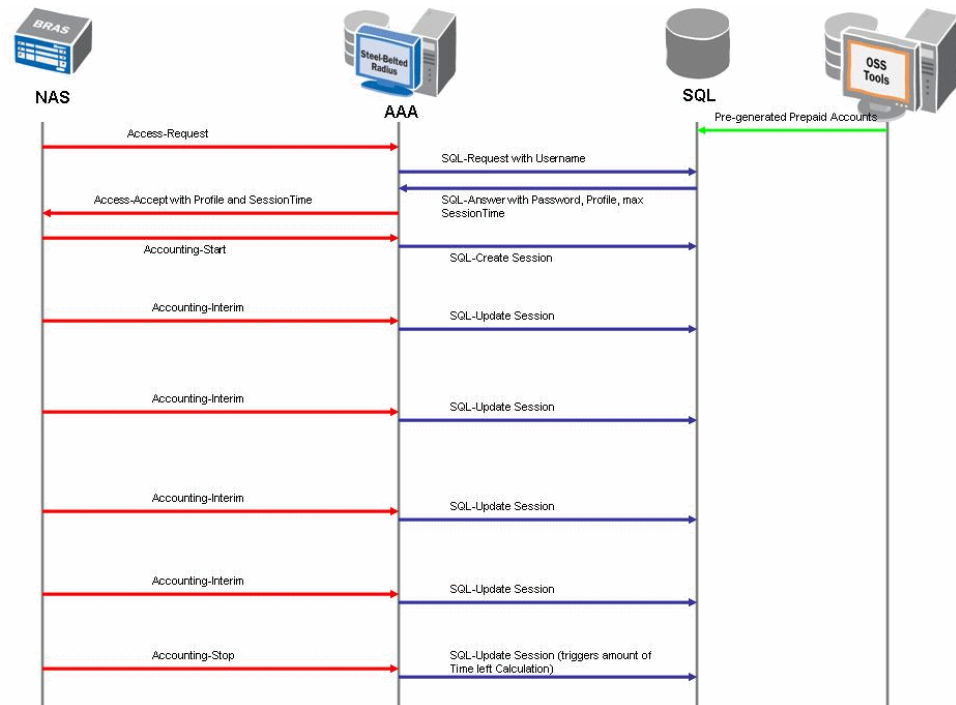 BRAS
Steel-Belted
Radius
OSS
Tools
NAS
AAA
SQL
Pre-generated Prepaid Accounts
Access-Request
SQL-Request with Username
Access-Accept with Profile and SessionTime
SQL-Answer with Password, Profile, max
SessionTime
Accounting-Start
SQL-Create Session
Accounting-Interim
SQL-Update Session
Accounting-Interim
SQL-Update Session
Accounting-Interim
SQL-Update Session
Accounting-Interim
SQL-Update Session
Accounting-Stop
SQL-Update Session (triggers amount of
Time left Calculation)